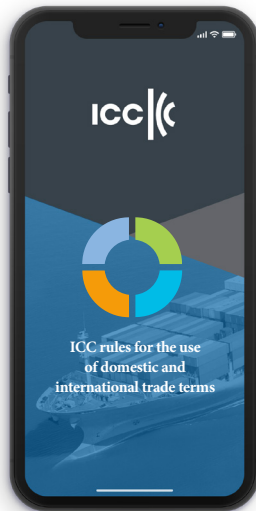 ICC
ICC rules for the use
of domestic and
international trade terms